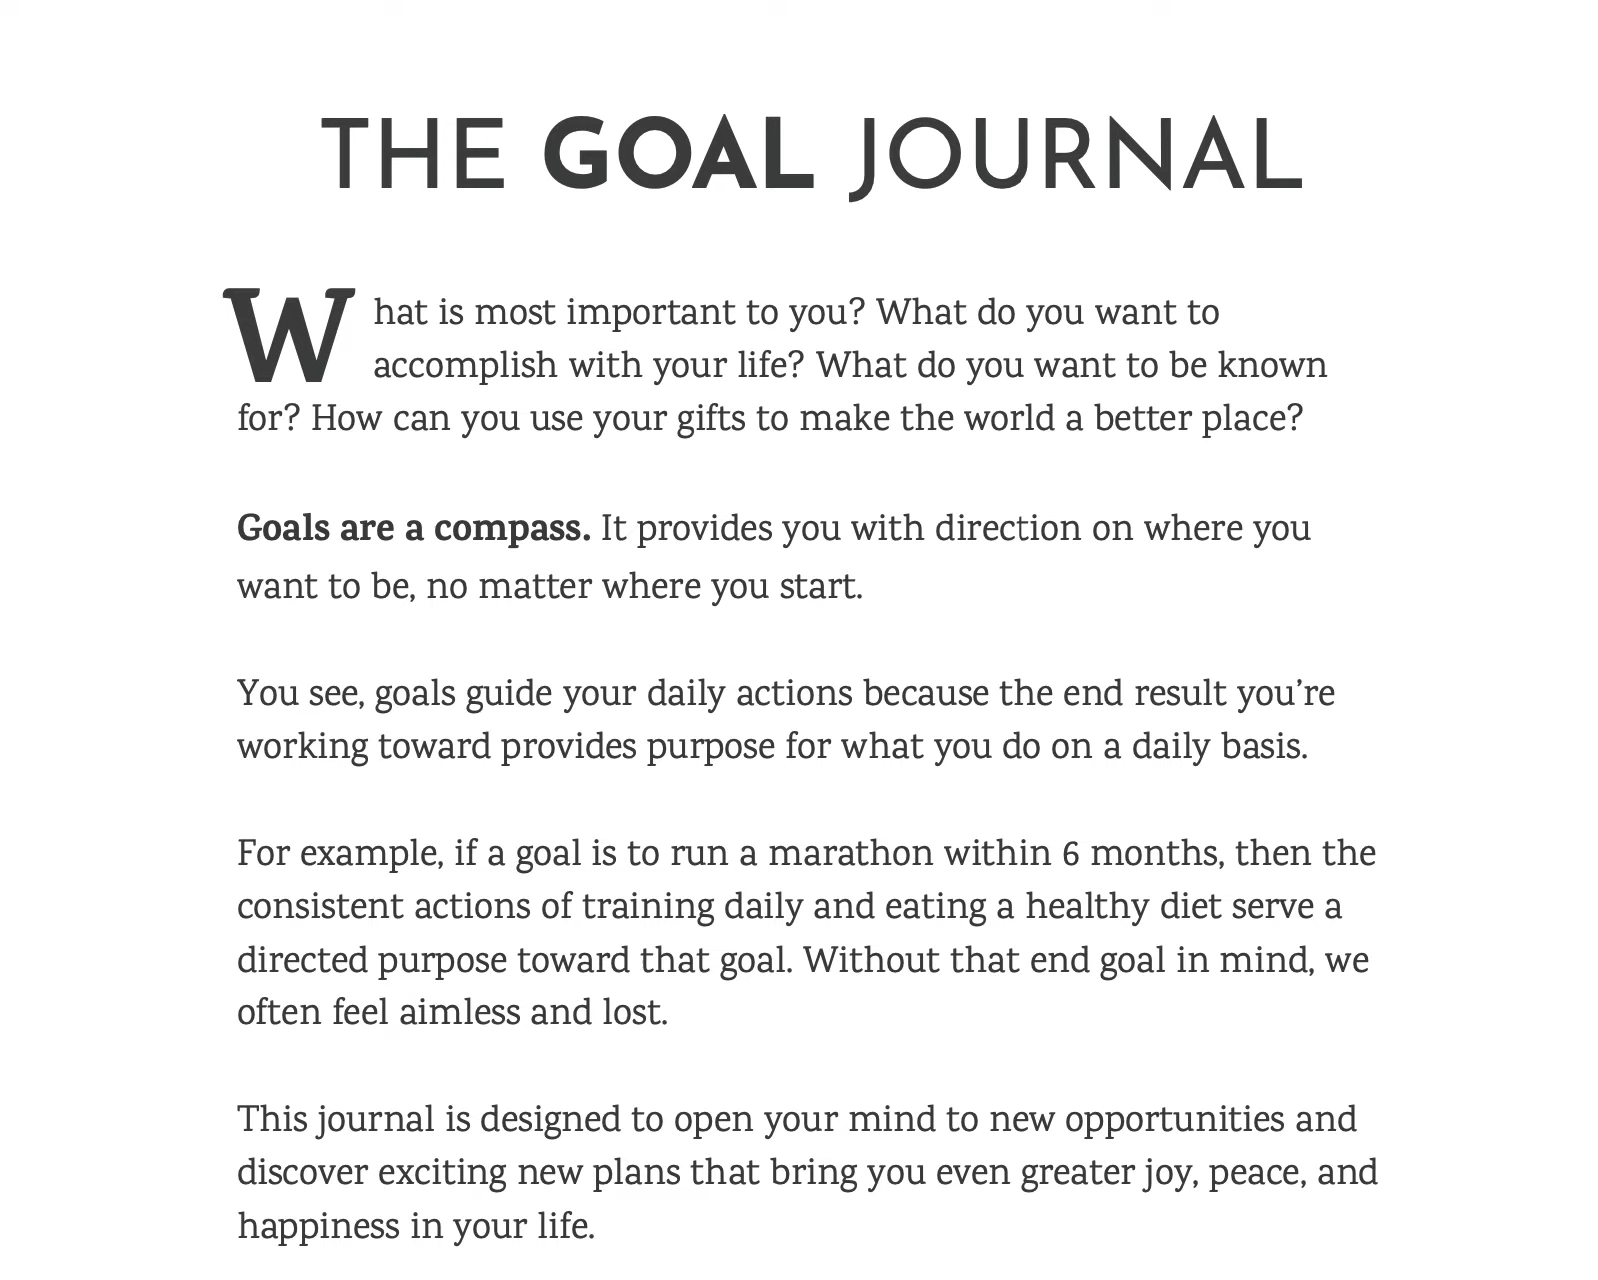 THE GOAL JOURNAL
What is most important to you? What do you want to
accomplish with your life? What do you want to be known
for? How can you use your gifts to make the world a better place?
Goals are a compass. It provides you with direction on where you
want to be, no matter where you start.
You see, goals guide your daily actions because the end result you’re
working toward provides purpose for what you do on a daily basis.
For example, if a goal is to run a marathon within 6 months, then the
consistent actions of training daily and eating a healthy diet serve a
directed purpose toward that goal. Without that end goal in mind, we
often feel aimless and lost.
This journal is designed to open your mind to new opportunities and
discover exciting new plans that bring you even greater joy, peace, and
happiness in your life.